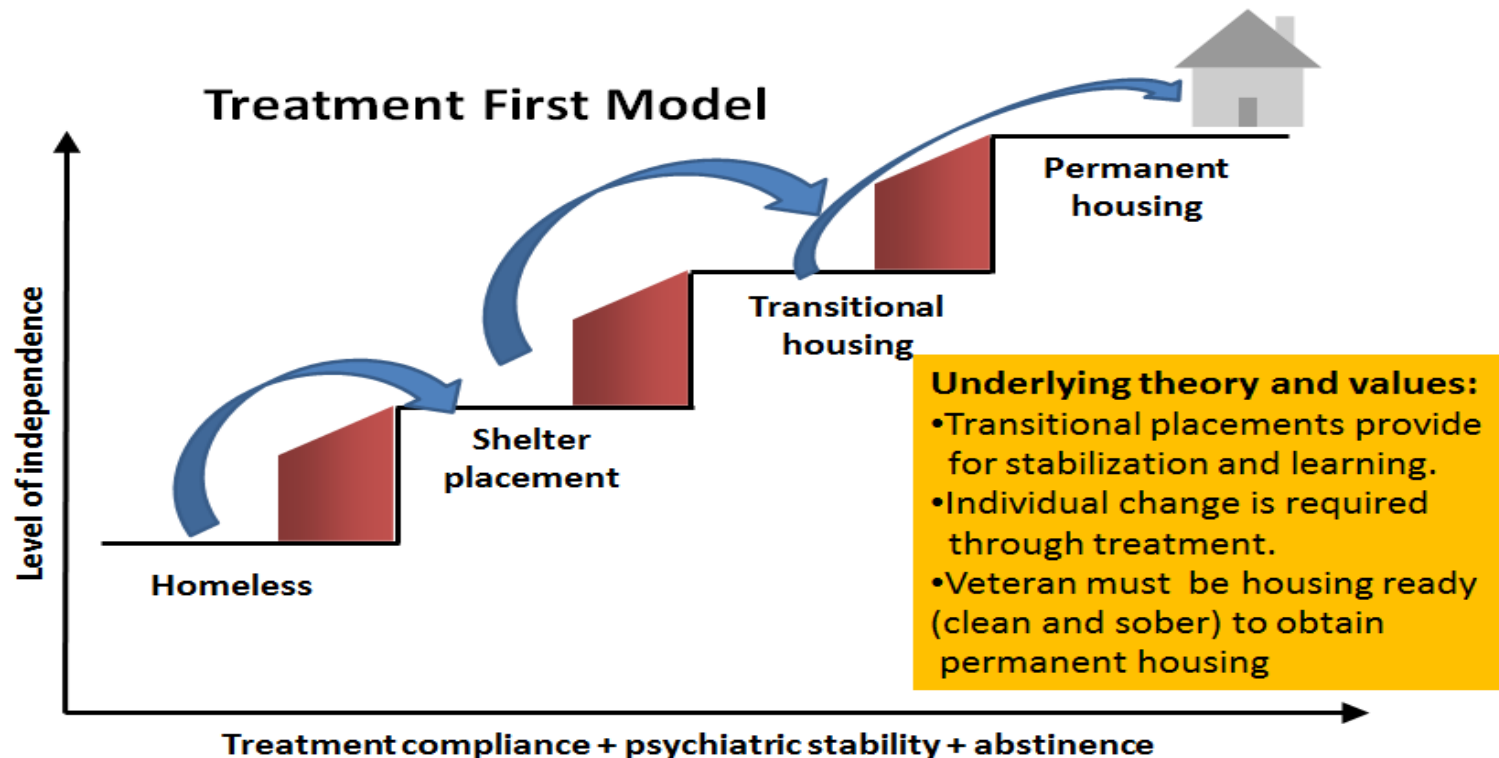 Treatment First Model
Level of independence
Permanent
housing
Transitional
housing
Shelter
placement
Homeless
Underlying theory and values:
•Transitional placements provide
for stabilization and learning.
•Individual change is required
through treatment.
•Veteran must be housing ready
(clean and sober) to obtain
permanent housing
Treatment compliance + psychiatric stability + abstinence